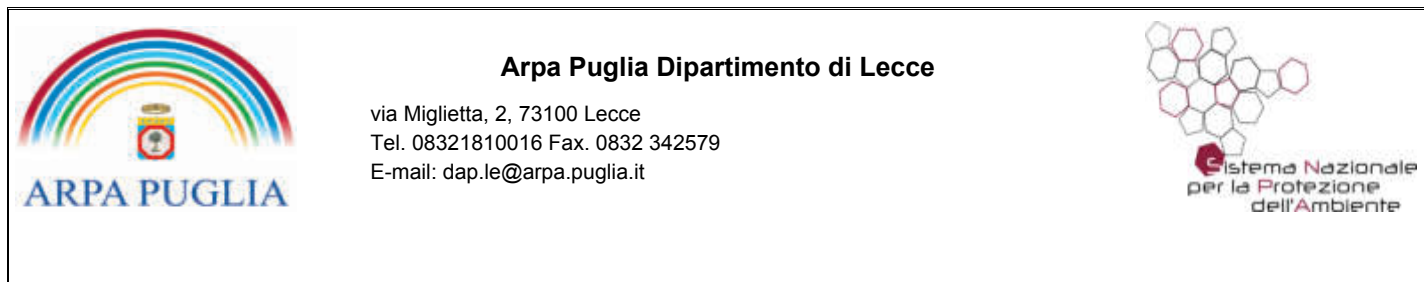 Arpa Puglia Dipartimento di Lecce
via Miglietta, 2, 73100 Lecce
Tel. 08321810016 Fax. 0832 342579
E-mail: dap.le@arpa.puglia.it
ARPA PUGLIA
Sistema Nazionale
per la Protezione
dell'Ambiente